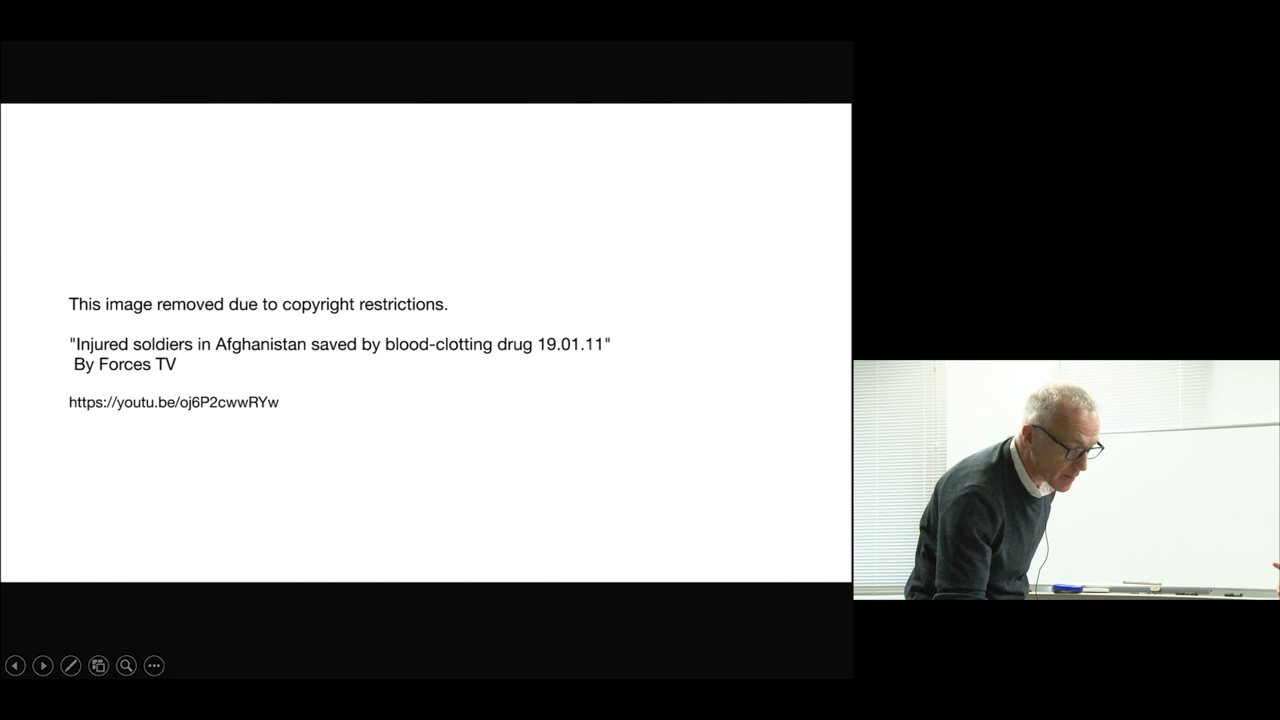 This image removed due to copyright restrictions.
"Injured soldiers in Afghanistan saved by blood-clotting drug 19.01.11"
By Forces TV
https://youtu.be/oj6P2cwwRYw